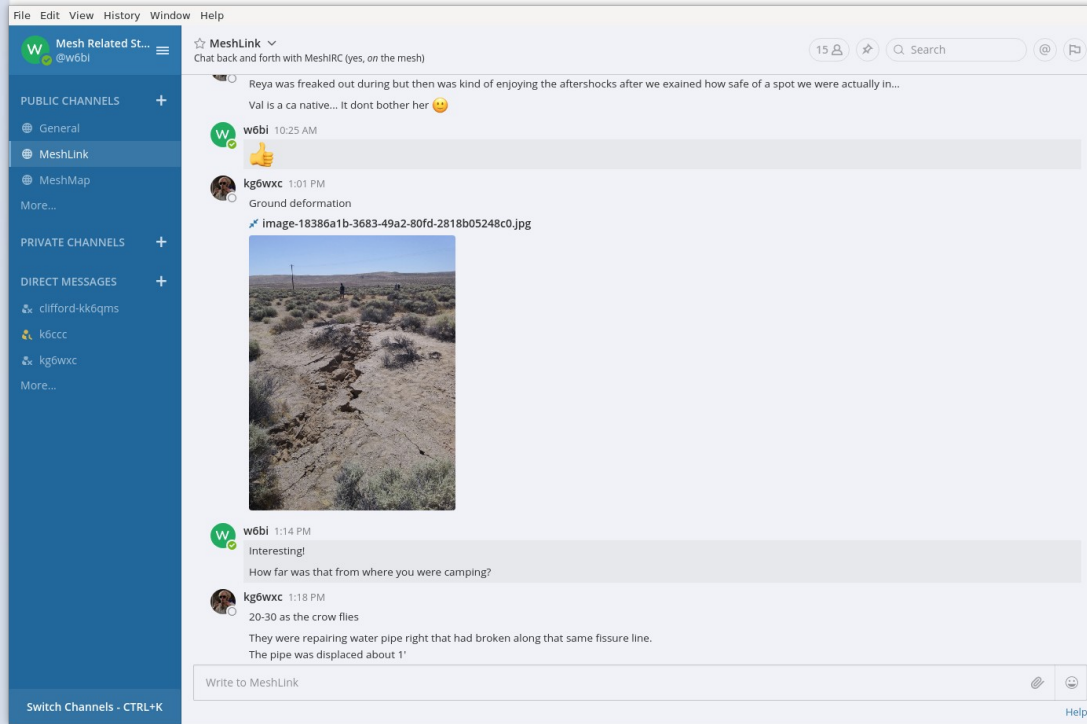 File Edit View History Window Help
W Mesh Related St...
@w6bi
MeshLink
Chat back and forth with MeshIRC (yes, on the mesh)
15
Search
@
PUBLIC CHANNELS +
General
MeshLink
MeshMap
More...
PRIVATE CHANNELS +
DIRECT MESSAGES +
clifford-kk6qms
k6ccc
kg6wxc
More...
Switch Channels - CTRL+K
Reya was freaked out during but then was kind of enjoying the aftershocks after we exained how safe of a spot we were actually in...
Val is a ca native... It dont bother her 🙂
W w6bi 10:25 AM
👍
kg6wxc 1:01 PM
Ground deformation
image-18386a1b-3683-49a2-80fd-2818b05248c0.jpg
W w6bi 1:14 PM
Interesting!
How far was that from where you were camping?
kg6wxc 1:18 PM
20-30 as the crow flies
They were repairing water pipe right that had broken along that same fissure line.
The pipe was displaced about 1'
Write to MeshLink
Help